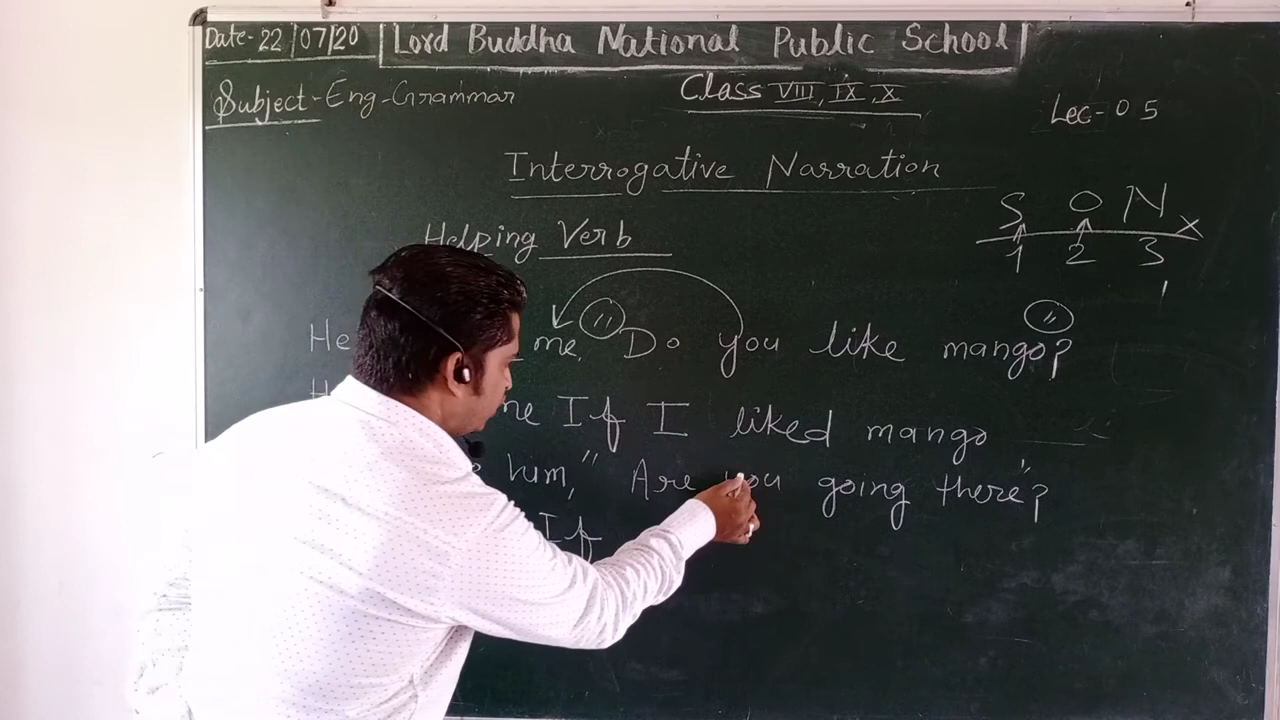 Date- 22/07/20 Lord Buddha National Public School
Subject-Eng-Grammar Class VIII, IX, X Lec- 05
Interrogative Narration
S O N x
1 2 3
Helping Verb
He me, " Do you like mango?"
me If I liked mango
him," Are you going there"?
If